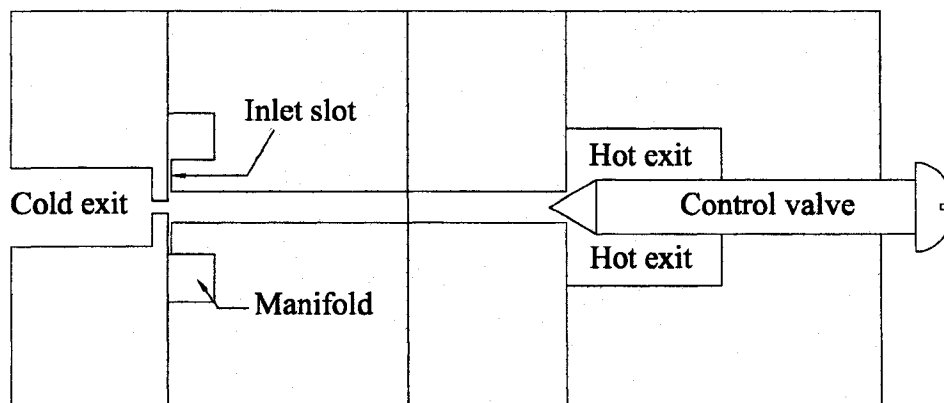 Inlet slot
Hot exit
Cold exit
Control valve
Hot exit
Manifold